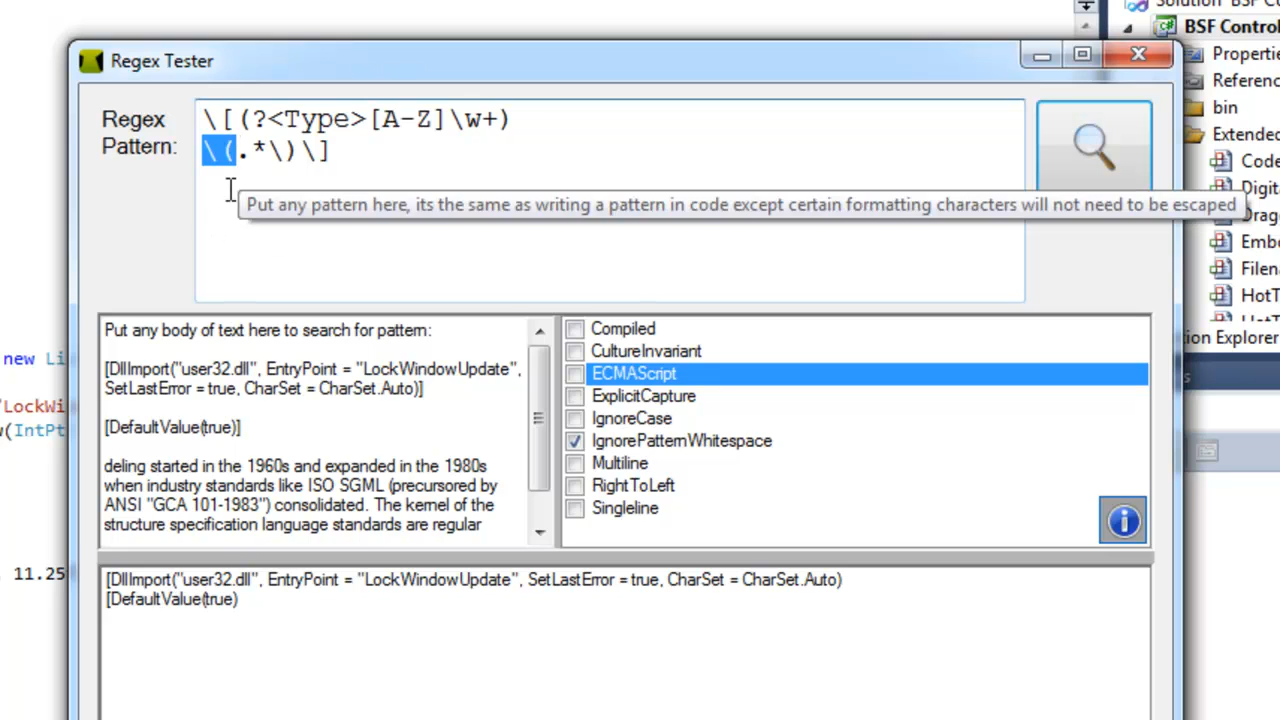 Solution 'BSF Co
BSF Control
Regex Tester
Properti
Referenc
bin
Extended
Code
Digit
Drag
Emb
Filen
HotT
Regex
Pattern:
\[(?<Type>[A-Z]\w+)
\(.*\)\]
Put any pattern here, its the same as writing a pattern in code except certain formatting characters will not need to be escaped
ion Explorer
new Li
"LockWi
w(IntPt
11.25
Put any body of text here to search for pattern:
[DllImport("user32.dll", EntryPoint = "LockWindowUpdate",
SetLastError = true, CharSet = CharSet.Auto)]
[DefaultValue(true)]
deling started in the 1960s and expanded in the 1980s
when industry standards like ISO SGML (precursored by
ANSI "GCA 101-1983") consolidated. The kernel of the
structure specification language standards are regular
Compiled
CultureInvariant
ECMAScript
ExplicitCapture
IgnoreCase
IgnorePatternWhitespace
Multiline
RightToLeft
Singleline
[DllImport("user32.dll", EntryPoint = "LockWindowUpdate", SetLastError = true, CharSet = CharSet.Auto)
[DefaultValue(true)